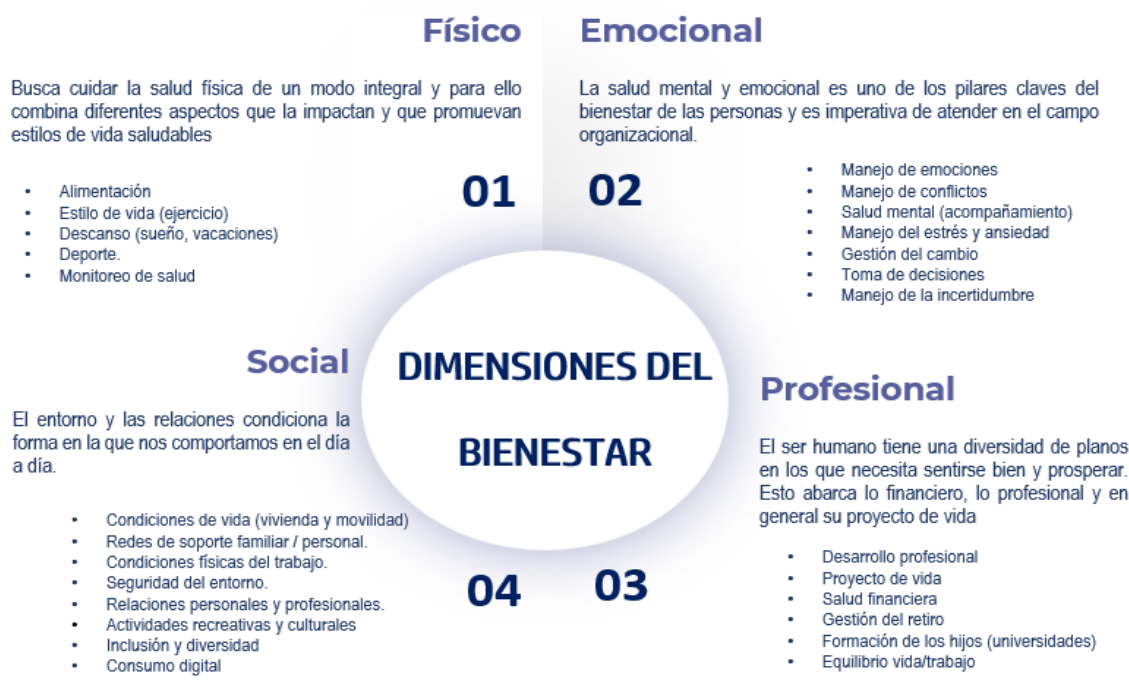 Físico
Busca cuidar la salud física de un modo integral y para ello
combina diferentes aspectos que la impactan y que promuevan
estilos de vida saludables
• Alimentación
• Estilo de vida (ejercicio)
• Descanso (sueño, vacaciones)
• Deporte.
• Monitoreo de salud
01
Emocional
La salud mental y emocional es uno de los pilares claves del
bienestar de las personas y es imperativa de atender en el campo
organizacional.
02
• Manejo de emociones
• Manejo de conflictos
• Salud mental (acompañamiento)
• Manejo del estrés y ansiedad
• Gestión del cambio
• Toma de decisiones
• Manejo de la incertidumbre
DIMENSIONES DEL
BIENESTAR
Social
El entorno y las relaciones condiciona la
forma en la que nos comportamos en el día
a día.
• Condiciones de vida (vivienda y movilidad)
• Redes de soporte familiar / personal.
• Condiciones físicas del trabajo.
• Seguridad del entorno.
• Relaciones personales y profesionales.
• Actividades recreativas y culturales
• Inclusión y diversidad
• Consumo digital
04
03
Profesional
El ser humano tiene una diversidad de planos
en los que necesita sentirse bien y prosperar.
Esto abarca lo financiero, lo profesional y en
general su proyecto de vida
• Desarrollo profesional
• Proyecto de vida
• Salud financiera
• Gestión del retiro
• Formación de los hijos (universidades)
• Equilibrio vida/trabajo